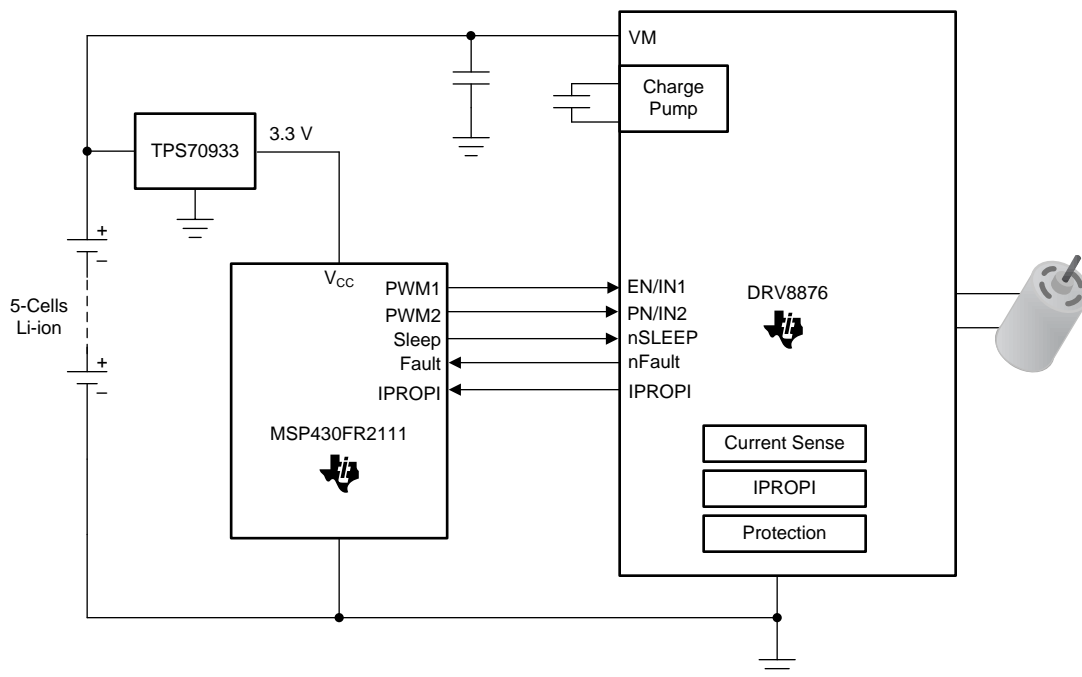 VM
Charge
Pump
TPS70933
3.3 V
+
–
5-Cells
Li-ion
+
–
VCC
PWM1
PWM2
Sleep
Fault
IPROPI
MSP430FR2111
EN/IN1
PN/IN2
nSLEEP
nFault
IPROPI
DRV8876
Current Sense
IPROPI
Protection